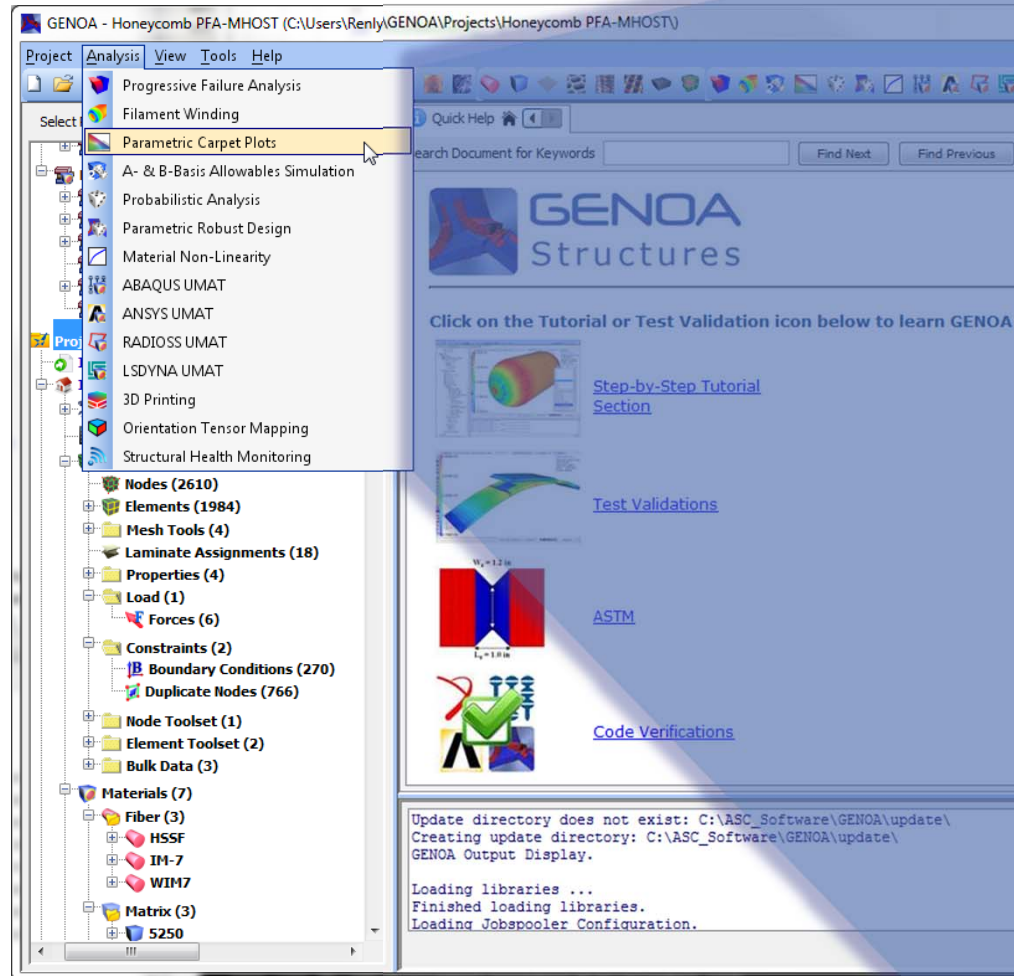 GENOA - Honeycomb PFA-MHOST (C:\Users\Renly\GENOA\Projects\Honeycomb PFA-MHOST\)
Project Analysis View Tools Help
Progressive Failure Analysis
Filament Winding
Parametric Carpet Plots
A- & B-Basis Allowables Simulation
Probabilistic Analysis
Parametric Robust Design
Material Non-Linearity
ABAQUS UMAT
ANSYS UMAT
RADIOSS UMAT
LSDYNA UMAT
3D Printing
Orientation Tensor Mapping
Structural Health Monitoring
Select
Nodes (2610)
Elements (1984)
Mesh Tools (4)
Laminate Assignments (18)
Properties (4)
Load (1)
Forces (6)
Constraints (2)
Boundary Conditions (270)
Duplicate Nodes (766)
Node Toolset (1)
Element Toolset (2)
Bulk Data (3)
Materials (7)
Fiber (3)
HSSF
IM-7
WIM7
Matrix (3)
5250
Quick Help
earch Document for Keywords Find Next Find Previous
GENOA
Structures
Click on the Tutorial or Test Validation icon below to learn GENOA
Step-by-Step Tutorial
Section
Test Validations
ASTM
Code Verifications
Update directory does not exist: C:\ASC_Software\GENOA\update\
Creating update directory: C:\ASC_Software\GENOA\update\
GENOA Output Display.
Loading libraries ...
Finished loading libraries.
Loading Jobspooler Configuration.